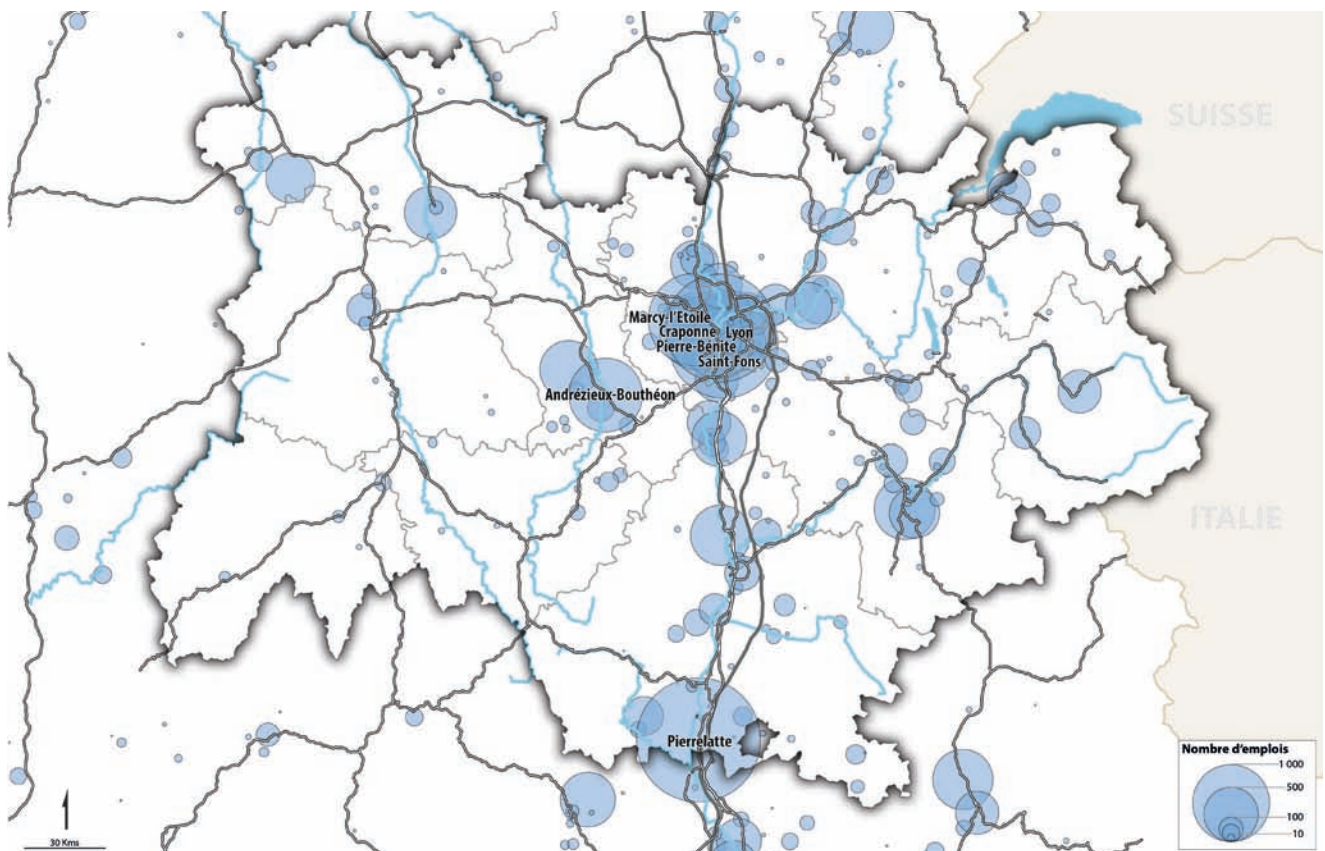 SUISSE
Marcy-l'Etoile
Craponne Lyon
Pierre-Bénite
Saint-Fons
Andrézieux-Bouthéon
ITALIE
Pierrelatte
Nombre d'emplois
1 000
500
100
10
30 Kms